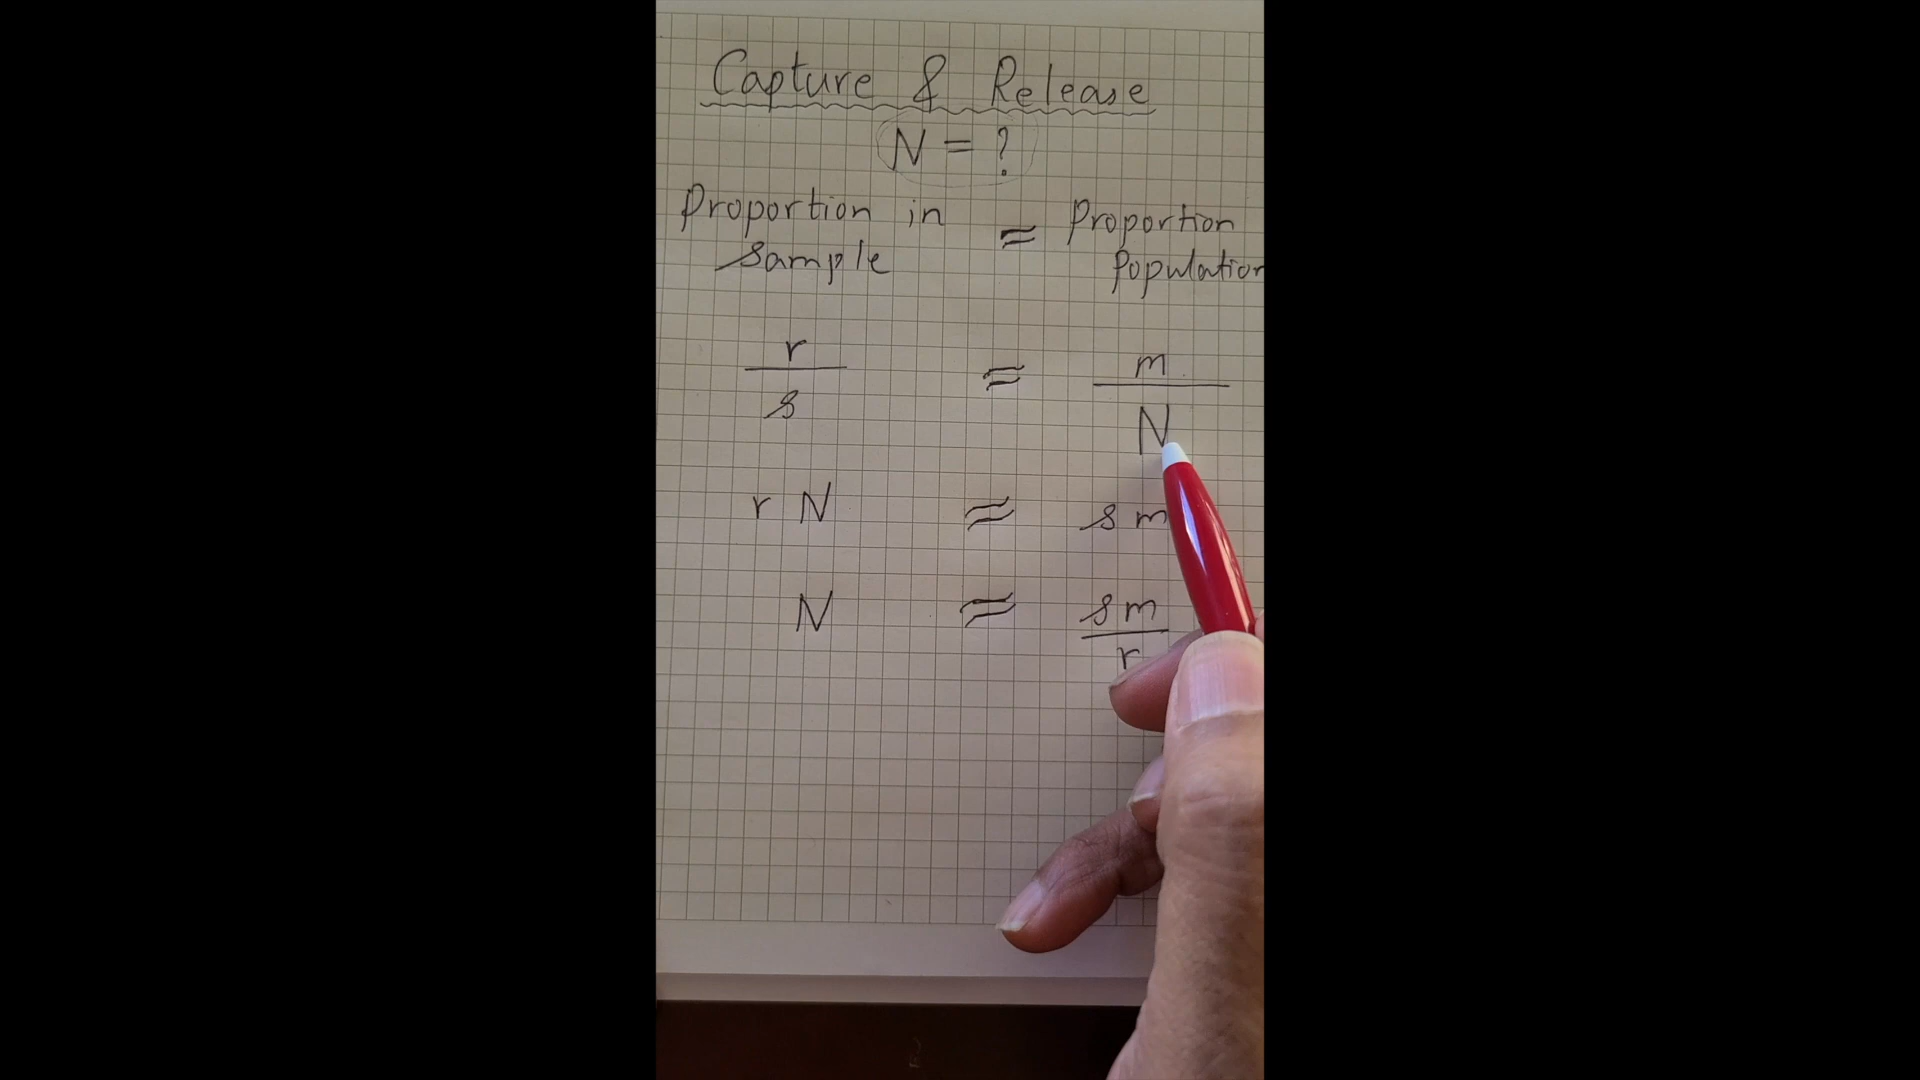 Capture & Release
N = ?
Proportion in ≈ Proportion
sample Population
r/s ≈ m/N
r N ≈ s m
N ≈ s m/r